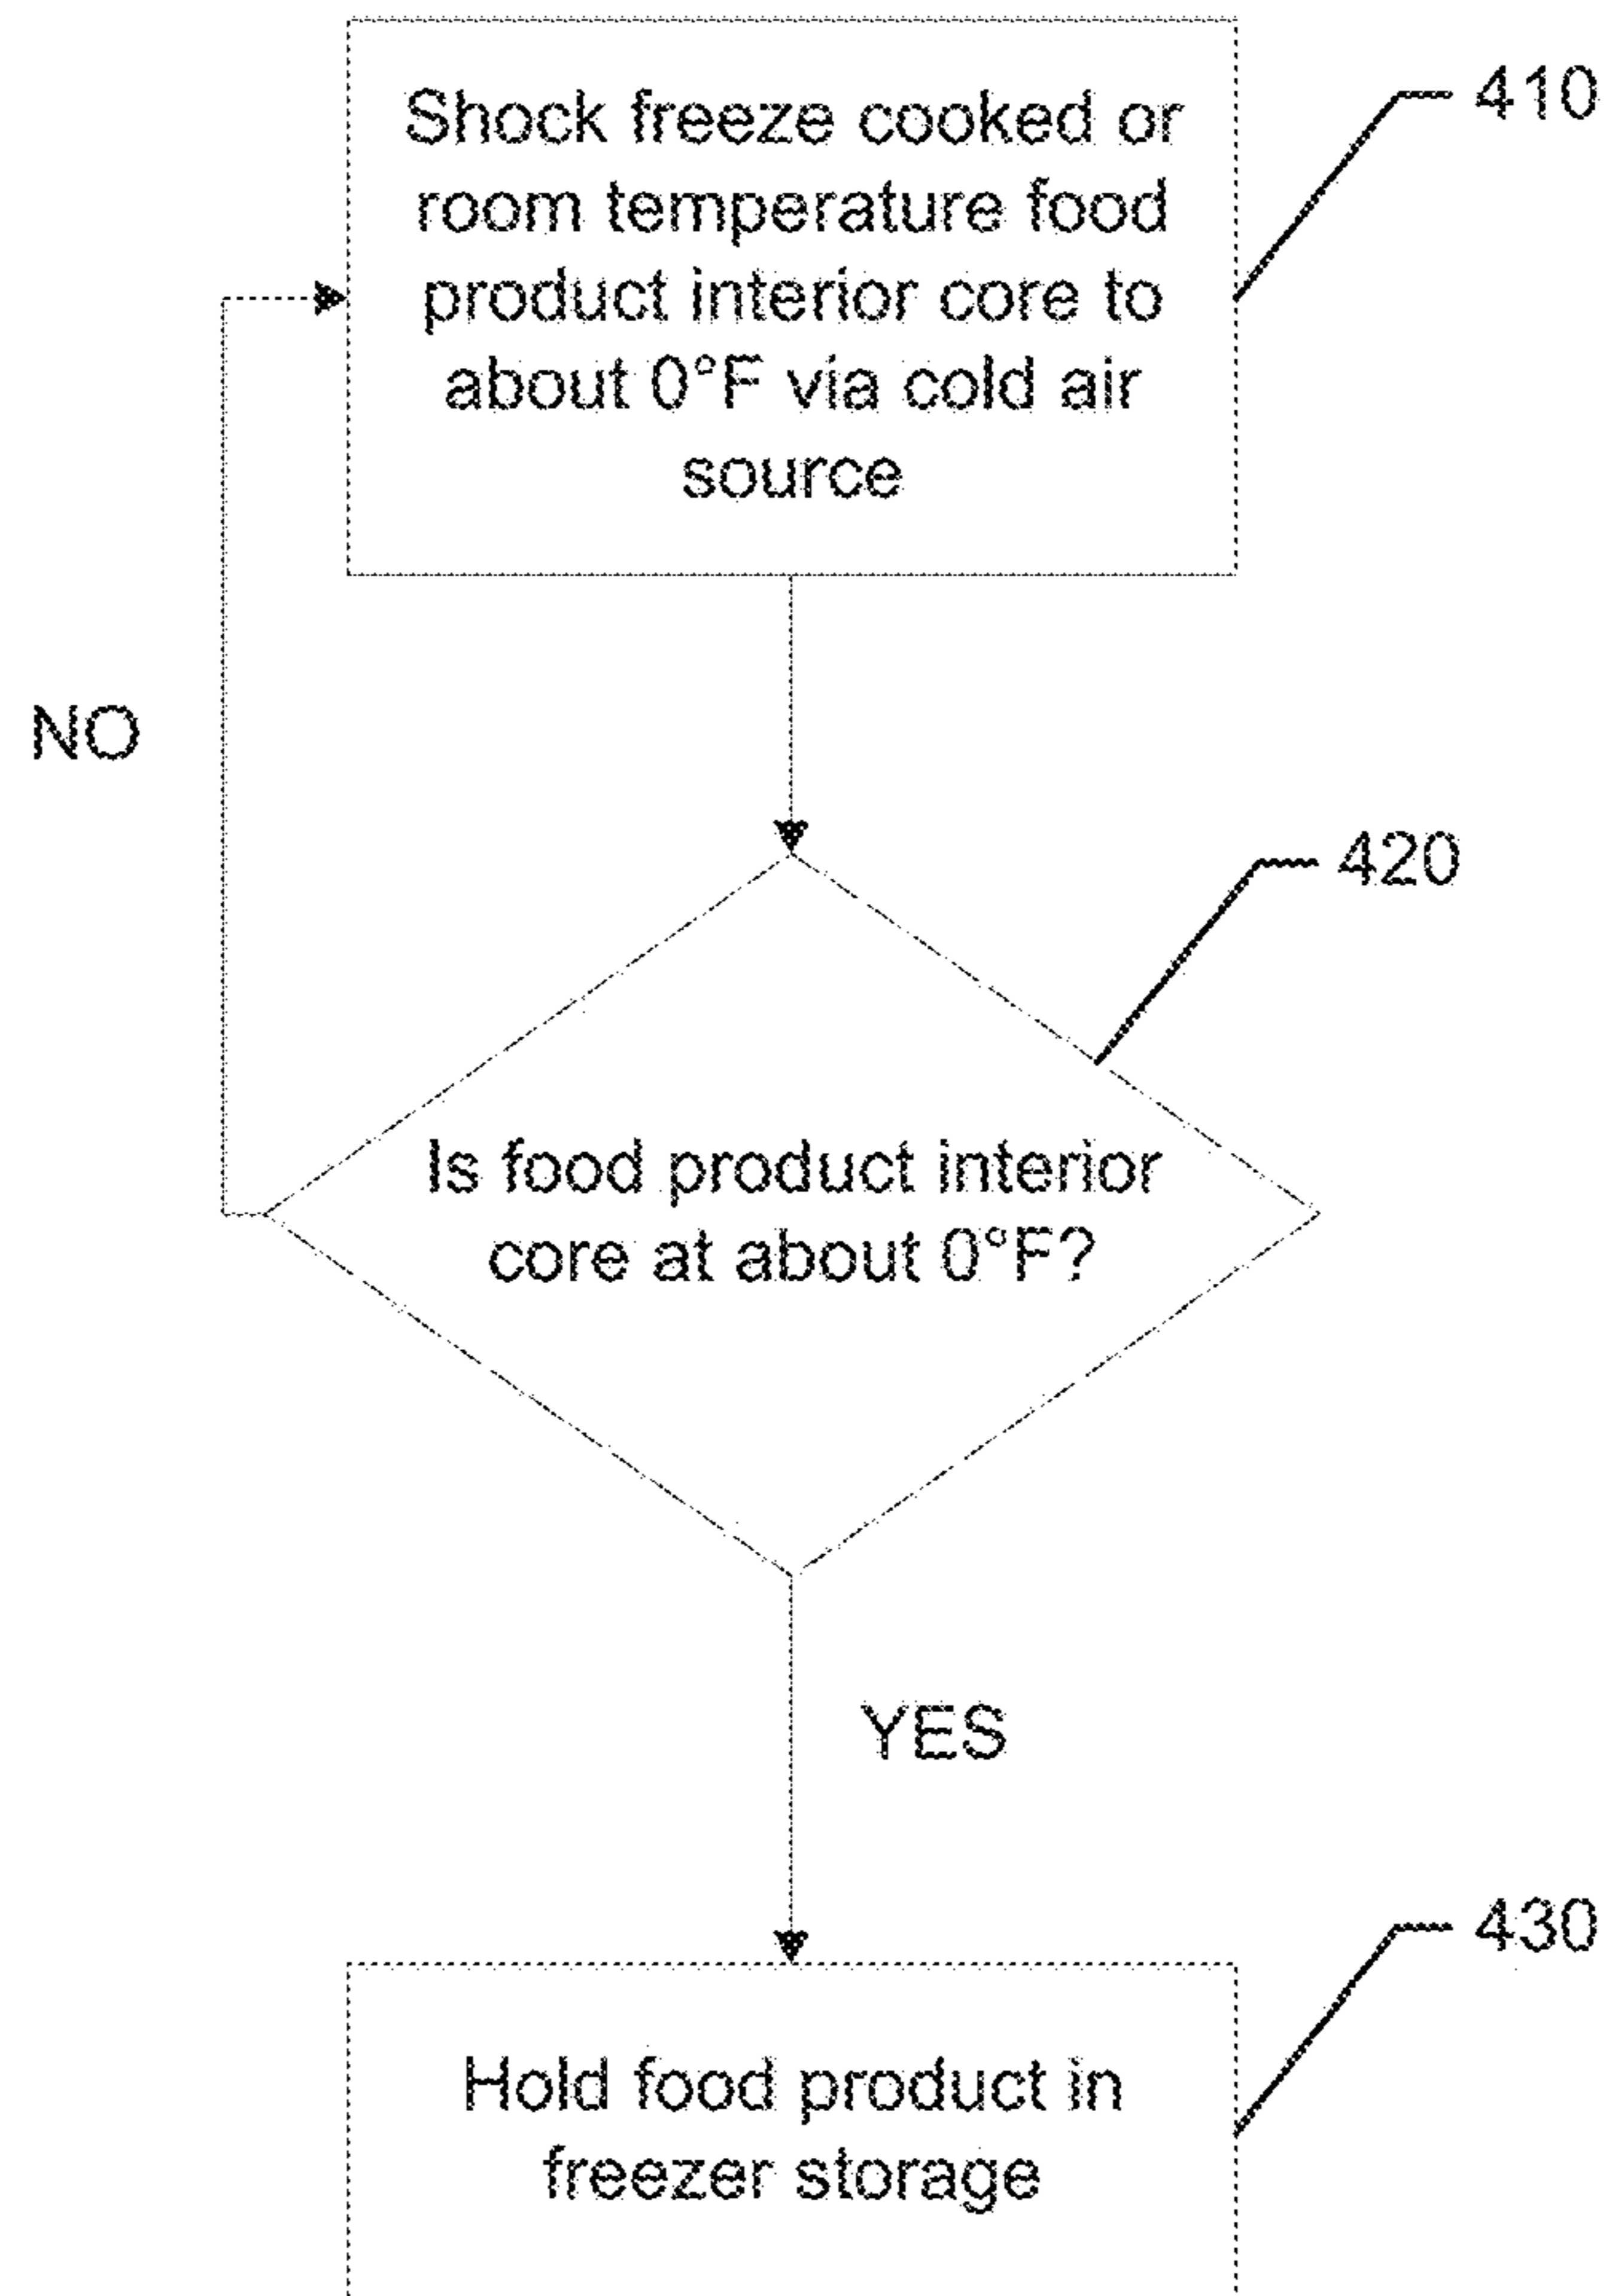 Shock freeze cooked or
room temperature food
product interior core to
about 0°F via cold air
source
410
NO
420
Is food product interior
core at about 0°F?
YES
430
Hold food product in
freezer storage